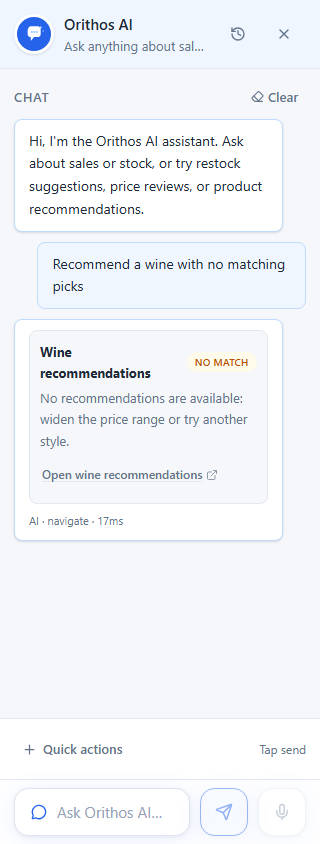 Orithos AI
Ask anything about sal...
CHAT
Clear
Hi, I'm the Orithos AI assistant. Ask
about sales or stock, or try restock
suggestions, price reviews, or product
recommendations.
Recommend a wine with no matching
picks
Wine
recommendations
NO MATCH
No recommendations are available:
widen the price range or try another
style.
Open wine recommendations
AI · navigate · 17ms
Quick actions
Tap send
Ask Orithos AI...